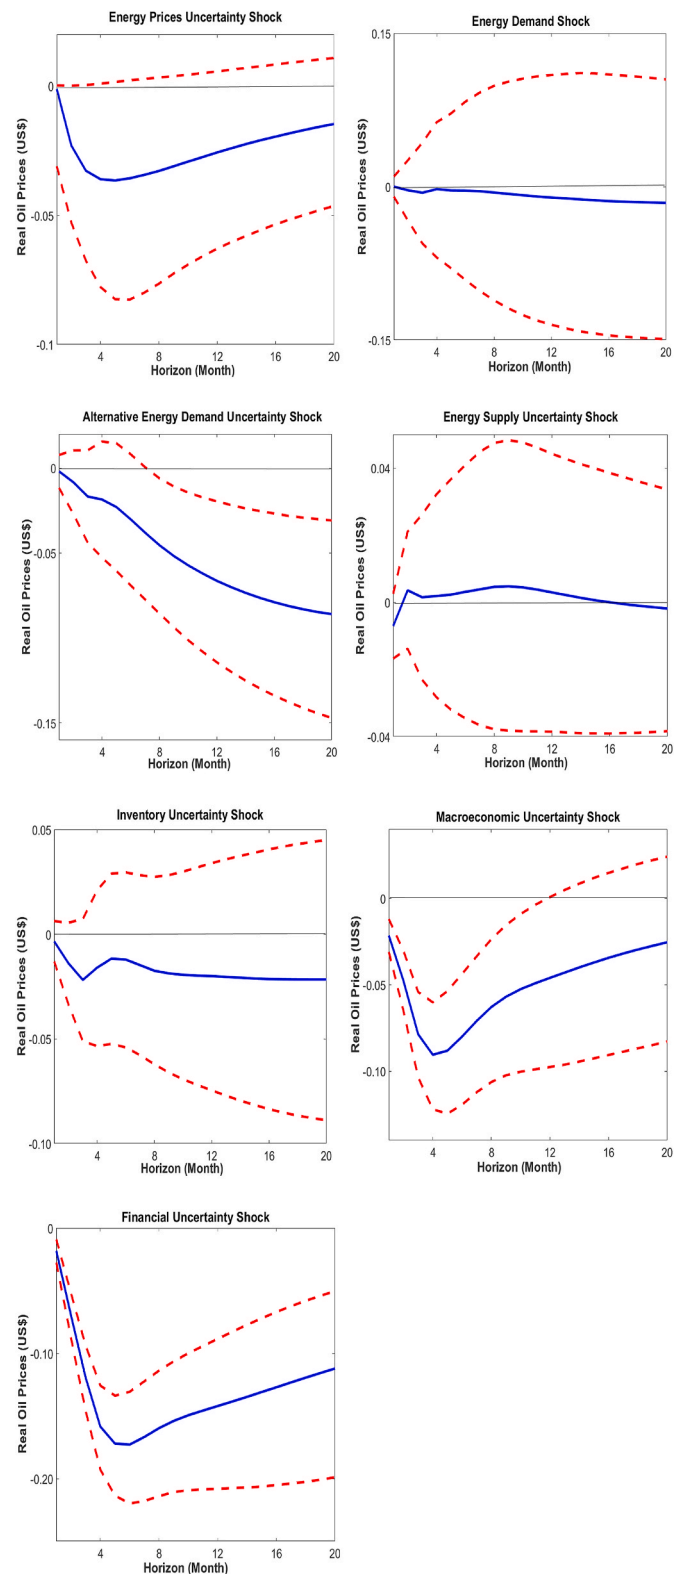 Energy Prices Uncertainty Shock
Real Oil Prices (US$)
0
-0.05
-0.1
4 8 12 16 20
Horizon (Month)
Energy Demand Shock
Real Oil Prices (US$)
0.15
0
-0.15
4 8 12 16 20
Horizon (Month)
Alternative Energy Demand Uncertainty Shock
Real Oil Prices (US$)
0
-0.05
-0.15
4 8 12 16 20
Horizon (Month)
Energy Supply Uncertainty Shock
Real Oil Prices (US$)
0.04
0
-0.04
4 8 12 16 20
Horizon (Month)
Inventory Uncertainty Shock
Real Oil Prices (US$)
0.05
0
-0.05
-0.10
4 8 12 16 20
Horizon (Month)
Macroeconomic Uncertainty Shock
Real Oil Prices (US$)
0
-0.05
-0.10
4 8 12 16 20
Horizon (Month)
Financial Uncertainty Shock
Real Oil Prices (US$)
0
-0.10
-0.20
4 8 12 16 20
Horizon (Month)